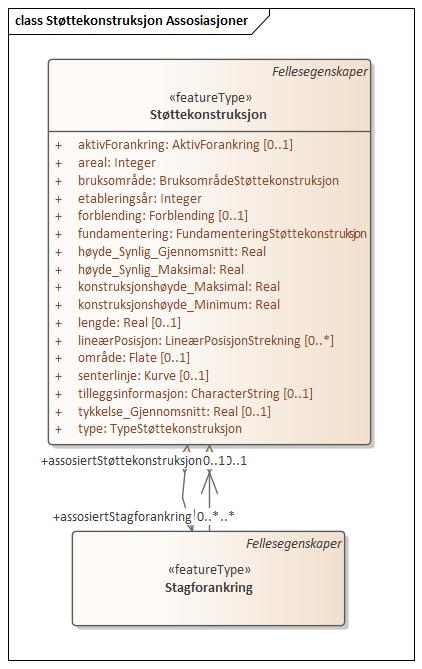 class Støttekonstruksjon Assosiasjoner
Fellesegenskaper
«featureType»
Støttekonstruksjon
+ aktivForankring: AktivForankring [0..1]
+ areal: Integer
+ bruksområde: BruksområdeStøttekonstruksjon
+ etableringsår: Integer
+ forblending: Forblending [0..1]
+ fundamentering: FundamenteringStøttekonstruksjon
+ høyde_Synlig_Gjennomsnitt: Real
+ høyde_Synlig_Maksimal: Real
+ konstruksjonshøyde_Maksimal: Real
+ konstruksjonshøyde_Minimum: Real
+ lengde: Real [0..1]
+ lineærPosisjon: LineærPosisjonStrekning [0..*]
+ område: Flate [0..1]
+ senterlinje: Kurve [0..1]
+ tilleggsinformasjon: CharacterString [0..1]
+ tykkelse_Gjennomsnitt: Real [0..1]
+ type: TypeStøttekonstruksjon
+assosiertStøttekonstruksjon 0..1 0..1
+assosiertStagforankring 0..* ..*
Fellesegenskaper
«featureType»
Stagforankring